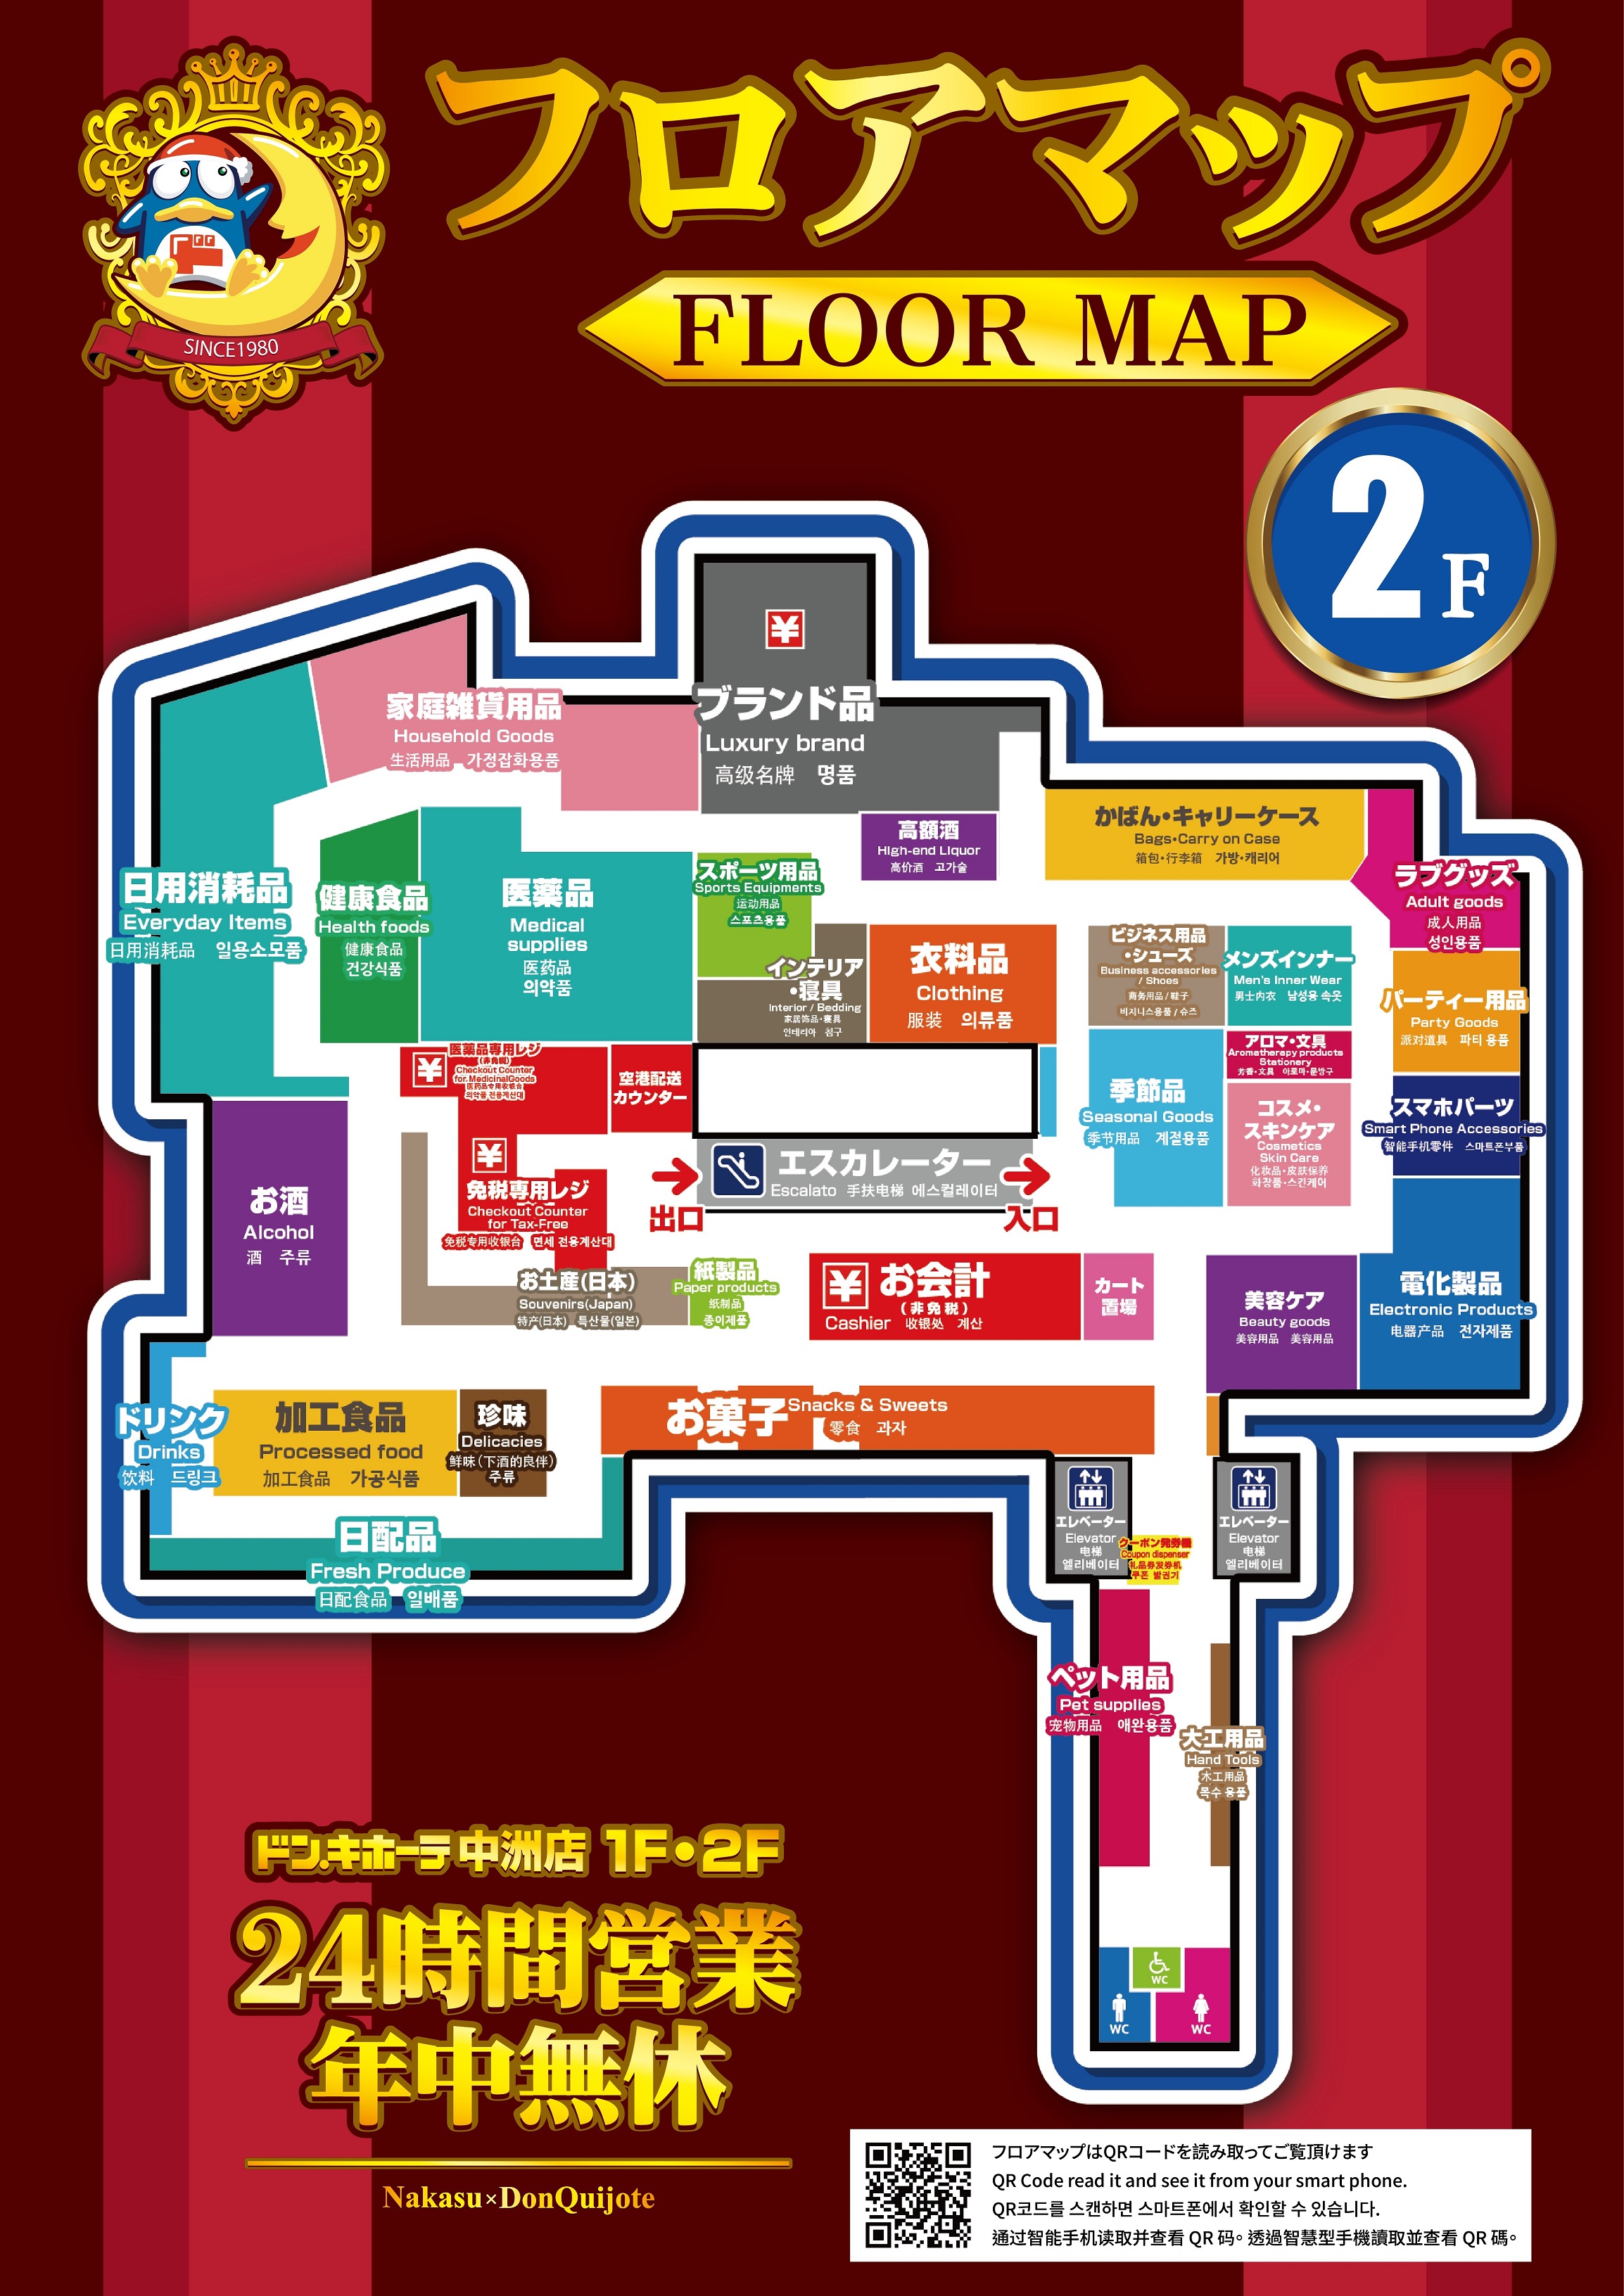 フロアマップ
FLOOR MAP
SINCE1980
2F
¥
家庭雑貨用品
Household Goods
生活用品 가정잡화용품
ブランド品
Luxury brand
高级名牌 명품
高額酒
High-end Liquor
高价酒 고가술
かばん・キャリーケース
Bags・Carry on Case
箱包・行李箱 가방・캐리어
ラブグッズ
Adult goods
成人用品
성인용품
日用消耗品
Everyday Items
日用消耗品 일용소모품
健康食品
Health foods
健康食品
건강식품
医薬品
Medical
supplies
医药品
의약품
スポーツ用品
Sports Equipments
运动用品
스포츠용품
インテリア
・寝具
Interior / Bedding
家居饰品・寝具
인테리아 침구
衣料品
Clothing
服装 의류품
ビジネス用品
・シューズ
Business accessories
/ Shoes
商务用品 / 鞋子
비지니스용품 / 슈즈
メンズインナー
Men's Inner Wear
男士内衣 남성용 속옷
パーティー用品
Party Goods
派对道具 파티 용품
¥
医薬品専用レジ
(非免税)
Checkout Counter
for MedicinalGoods
医药品专用收银台
의약품 전용계산대
空港配送
カウンター
季節品
Seasonal Goods
季节用品 계절용품
アロマ・文具
Aromatherapy products
Stationery
芳香・文具 아로마・문방구
コスメ・
スキンケア
Cosmetics
Skin Care
化妆品・皮肤保养
화장품・스킨케어
スマホパーツ
Smart Phone Accessories
智能手机零件 スマ트폰부품
¥
免税専用レジ
Checkout Counter
for Tax-Free
免税专用收银台 면세 전용계산대
エスカレーター
Escalato 手扶电梯 에스컬레이터
出口
入口
お酒
Alcohol
酒 주류
お土産(日本)
Souvenirs(Japan)
特产(日本) 특산물(일본)
紙製品
Paper products
纸制品
종이제품
¥
お会計
(非免税)
Cashier 收银处 계산
カート
置場
美容ケア
Beauty goods
美容用品 美容用品
電化製品
Electronic Products
电器产品 전자제품
ドリンク
Drinks
饮料 드링크
加工食品
Processed food
加工食品 가공식품
珍味
Delicacies
鮮味(下酒的良伴)
주류
お菓子
Snacks & Sweets
零食 과자
日配品
Fresh Produce
日配食品 일배품
エレベーター
Elevator
电梯
엘리베이터
クーポン発券機
Coupon dispenser
礼品券发券机
쿠폰 발권기
エレベーター
Elevator
电梯
엘리베이터
ペット用品
Pet supplies
宠物用品 애완용품
大工用品
Hand Tools
木工用品
목수 용품
WC
WC
WC
ドン.キホーテ 中洲店 1F・2F
24時間営業
年中無休
Nakasu×DonQuijote
フロアマップはQRコードを読み取ってご覧頂けます
QR Code read it and see it from your smart phone.
QR코드를 스캔하면 스마트폰에서 확인할 수 있습니다.
通过智能手机读取并查看 QR 码。透過智慧型手機讀取並查看 QR 碼。